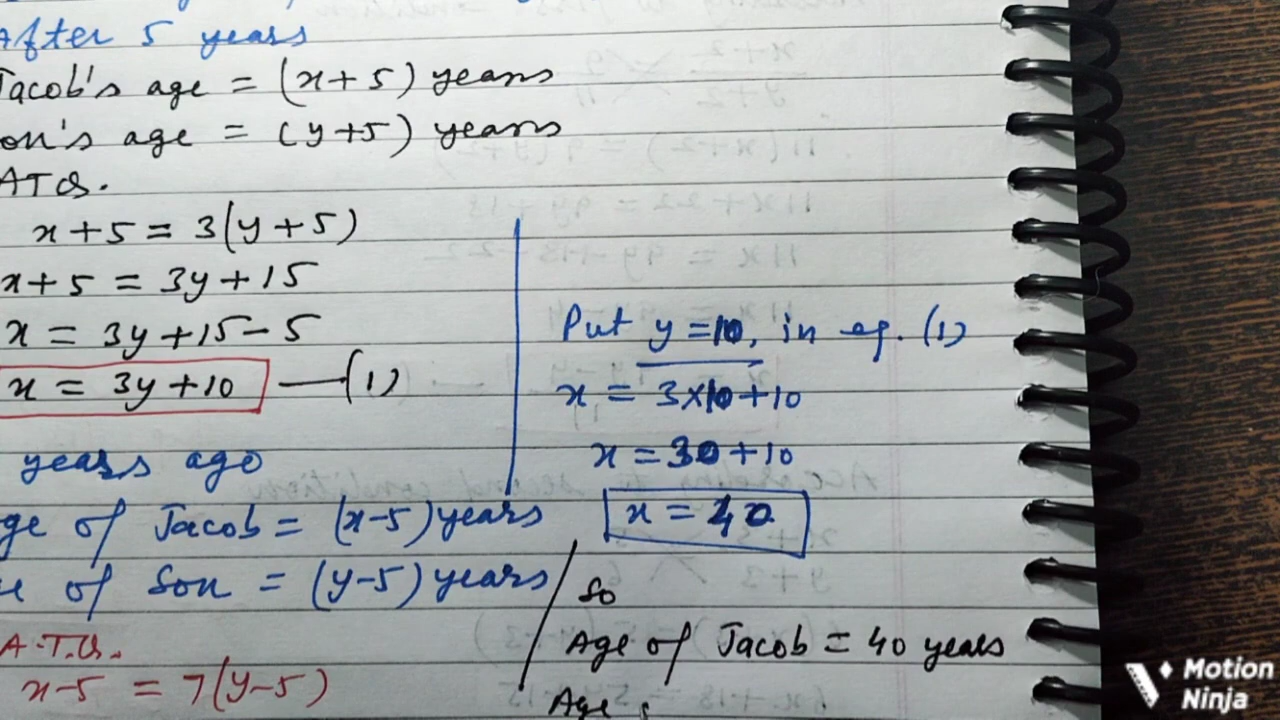 After 5 years
Jacob's age = (x+5) years
on's age = (y+5) years
ATQ.
x+5 = 3(y+5)
x+5 = 3y+15
x = 3y+15-5
x = 3y+10 —(1)
years ago
ge of Jacob = (x-5) years
e of Son = (y-5) years
A.T.Q.
x-5 = 7(y-5)
Put y=10, in eq. (1)
x = 3×10+10
x = 30+10
x = 40
So
Age of Jacob = 40 years
Age
Motion
Ninja